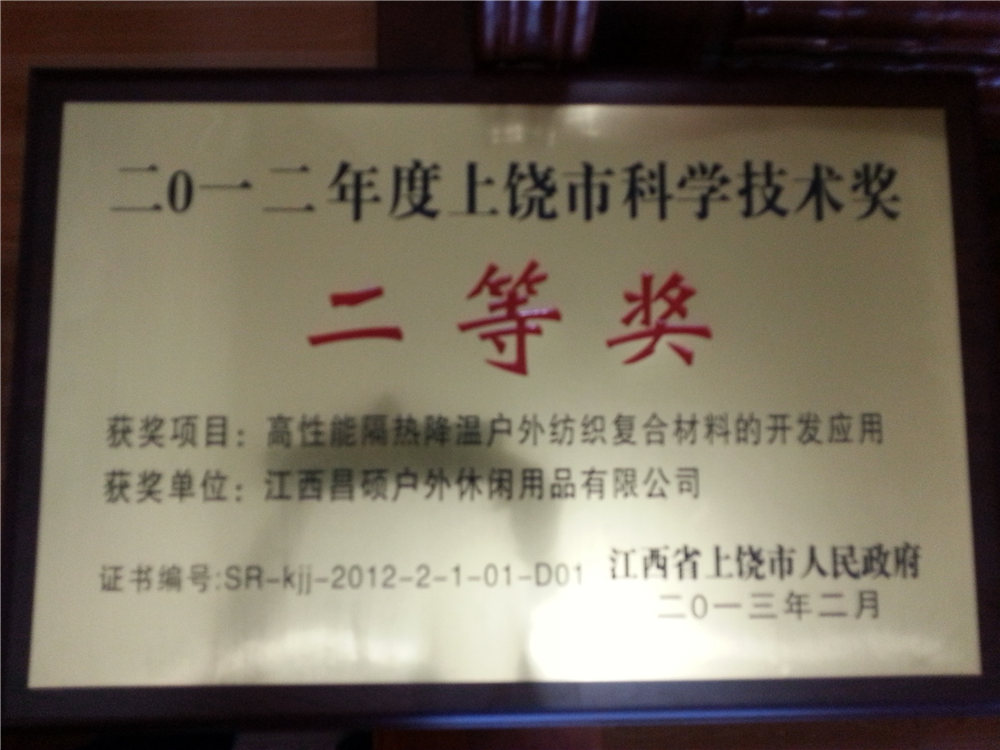 二0一二年度上饶市科学技术奖
二等奖
获奖项目：高性能隔热降温户外纺织复合材料的开发应用
获奖单位：江西昌硕户外休闲用品有限公司
证书编号:SR-kjj-2012-2-1-01-D01
江西省上饶市人民政府
二0一三年二月